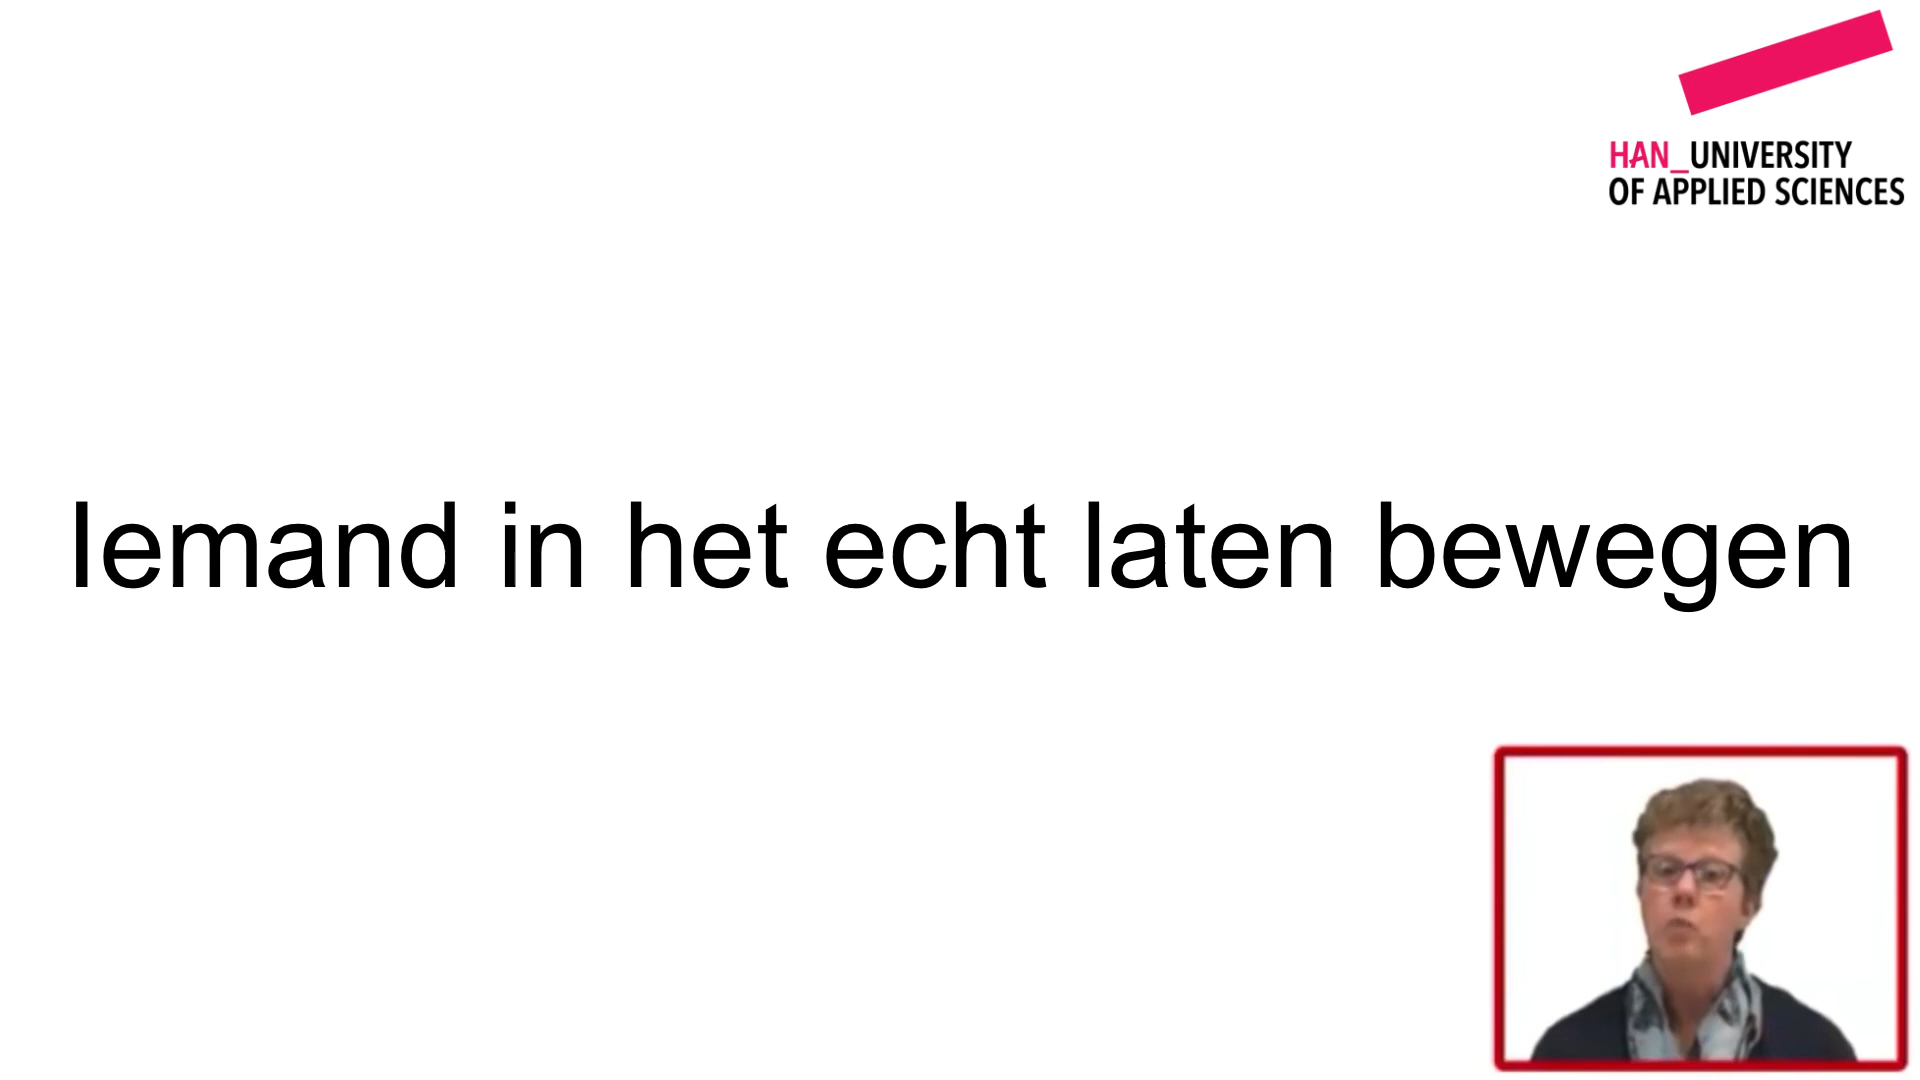 HAN_UNIVERSITY
OF APPLIED SCIENCES
Iemand in het echt laten bewegen